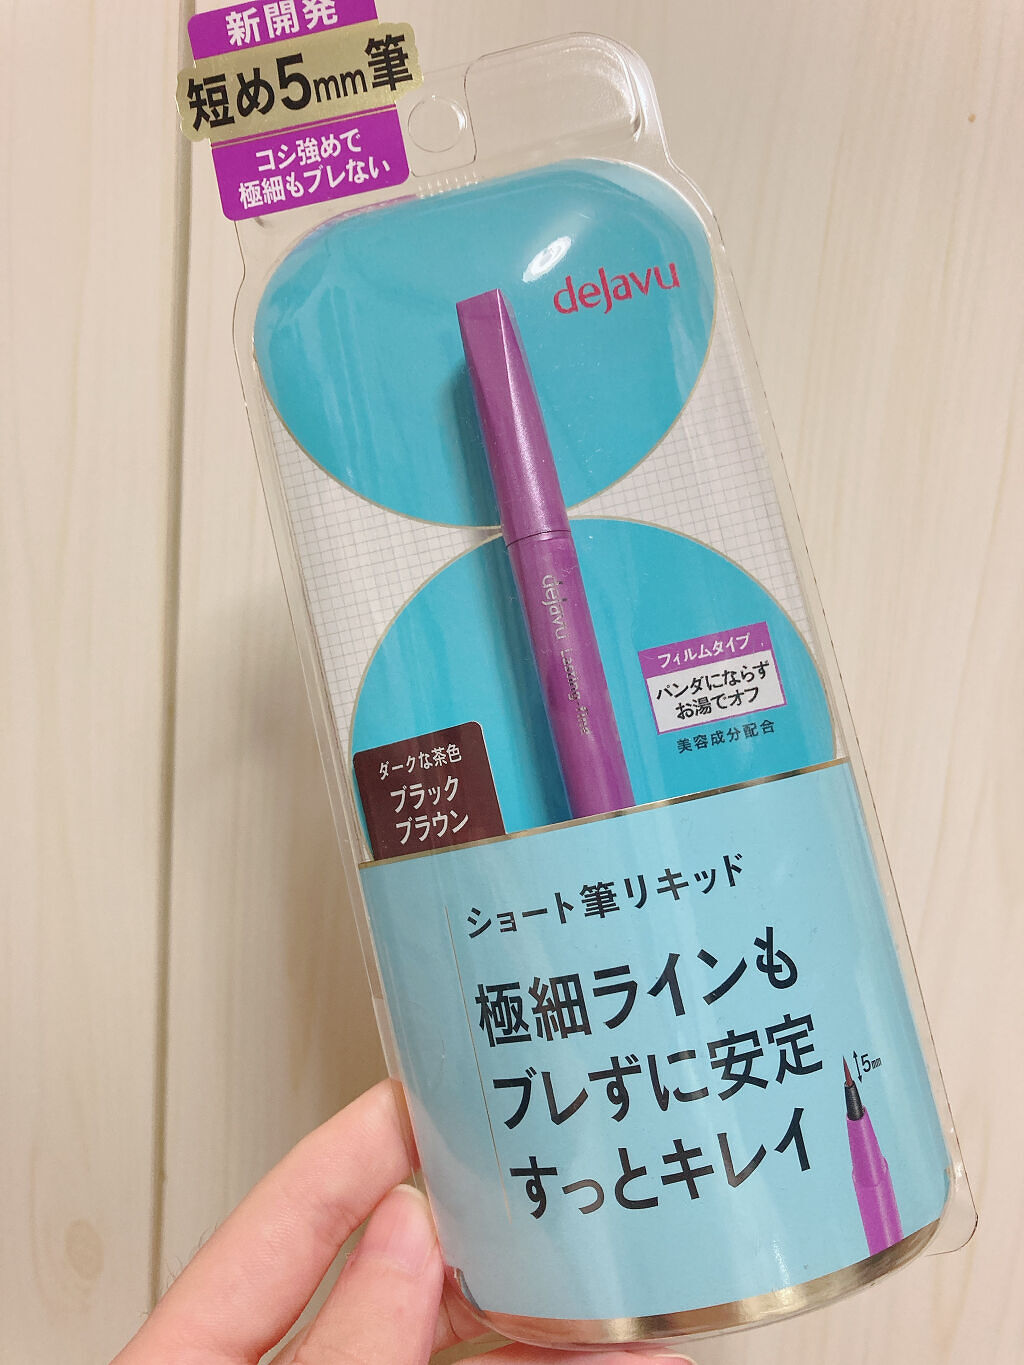 新開発
短め5mm筆
コシ強めで
極細もブレない
dejavu
dejavu Lasting-fine
フィルムタイプ
パンダにならず
お湯でオフ
美容成分配合
ダークな茶色
ブラック
ブラウン
ショート筆リキッド
極細ラインも
ブレずに安定
すっとキレイ
5mm